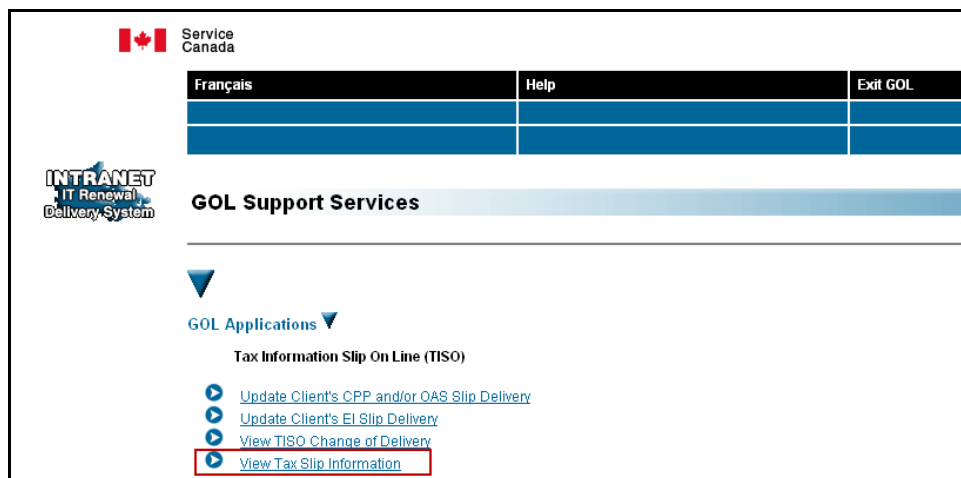 Service
Canada
Français Help Exit GOL
INTRANET
IT Renewal
Delivery System
GOL Support Services
GOL Applications
Tax Information Slip On Line (TISO)
Update Client's CPP and/or OAS Slip Delivery
Update Client's EI Slip Delivery
View TISO Change of Delivery
View Tax Slip Information